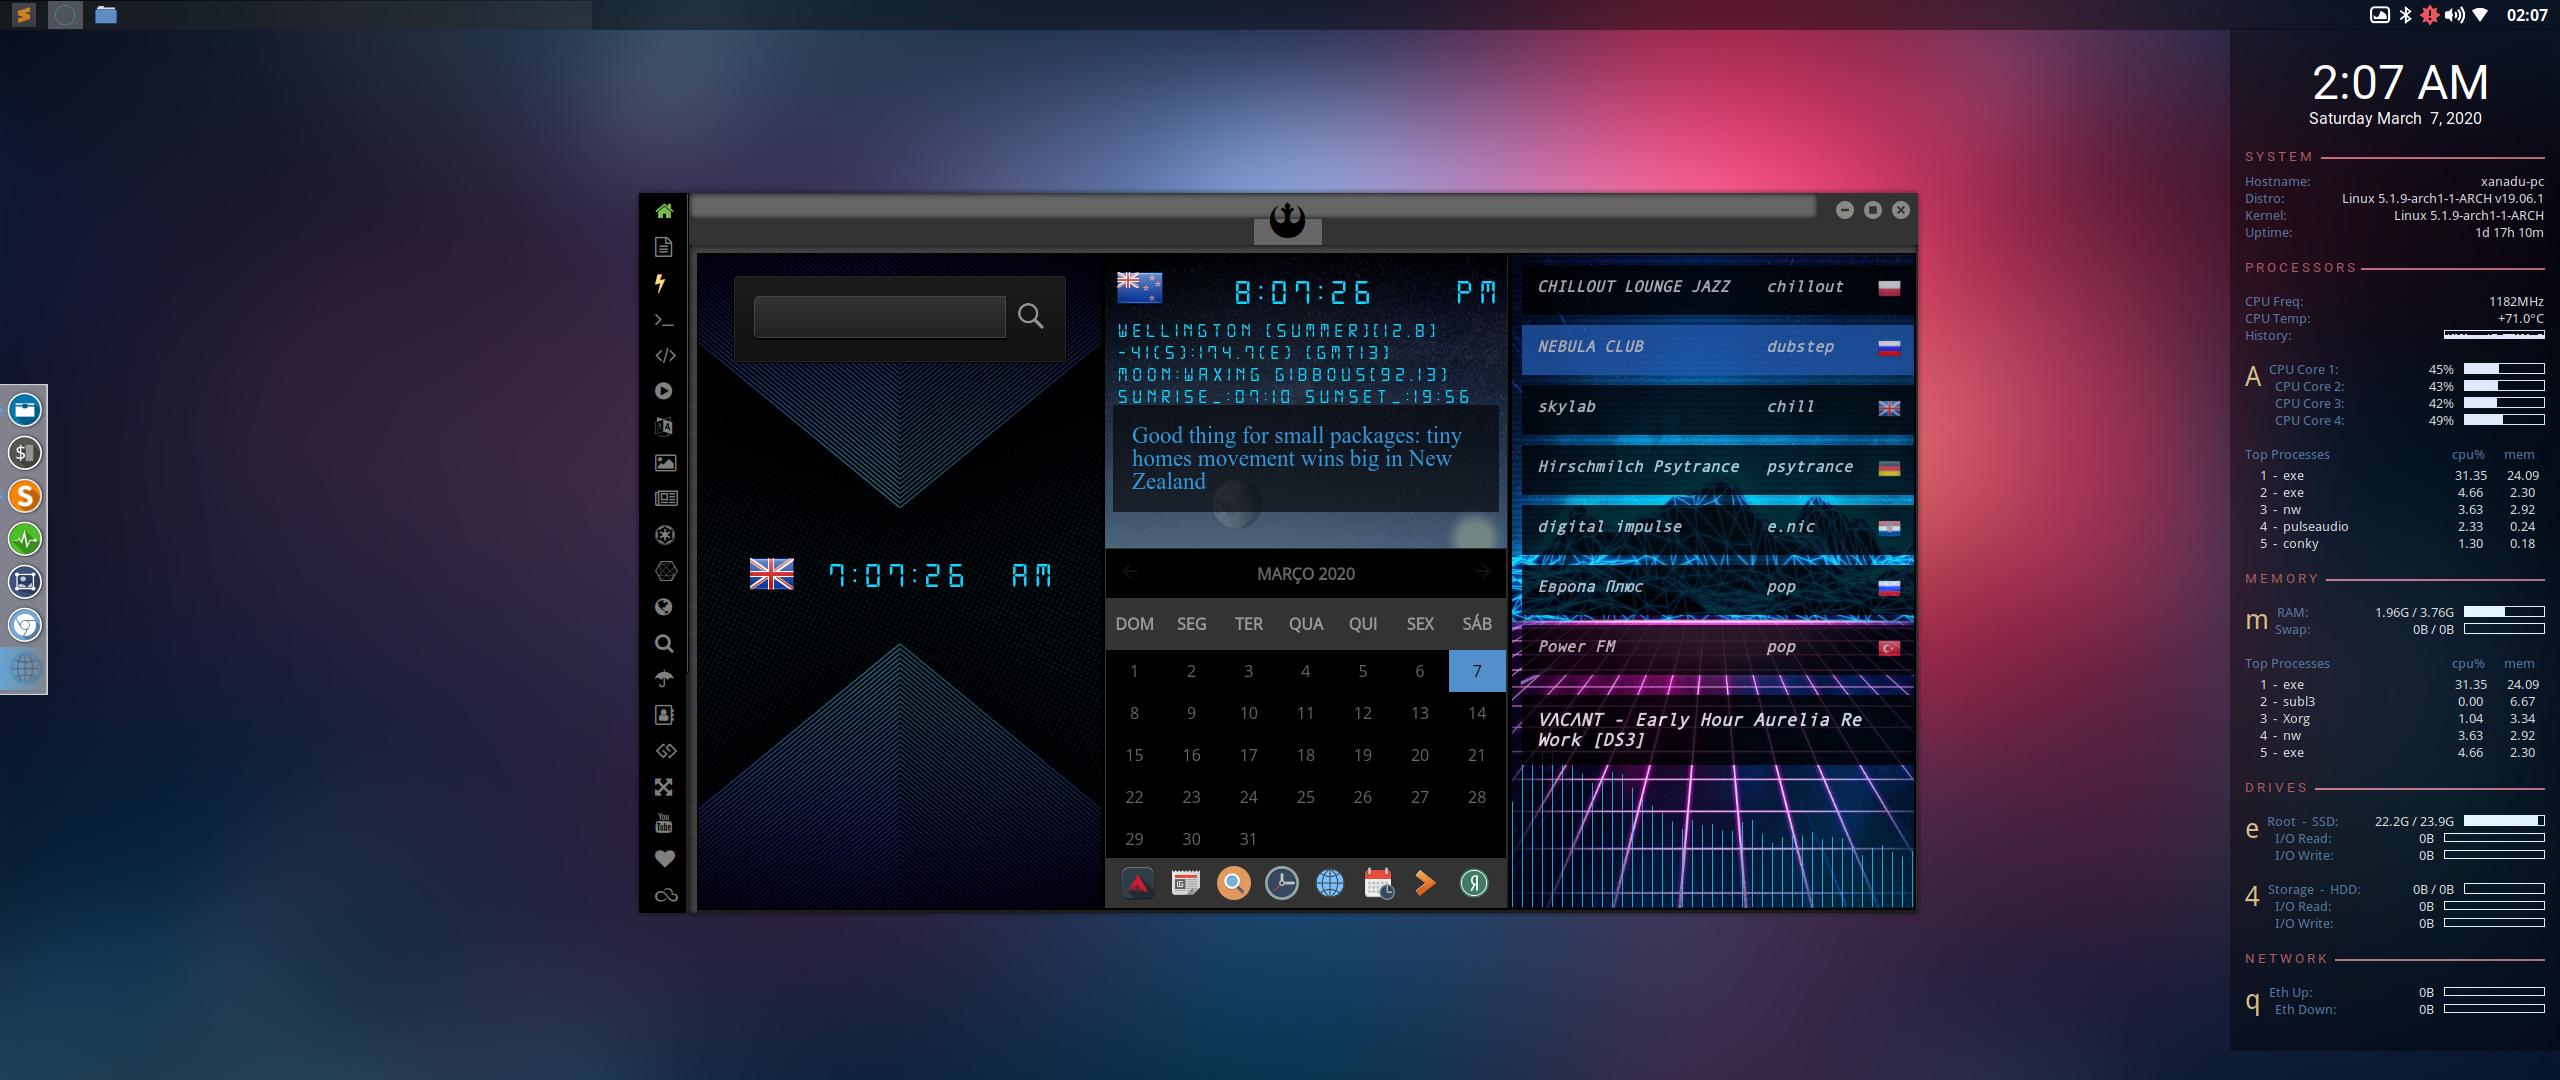 02:07
2:07 AM
Saturday March 7, 2020
SYSTEM
Hostname: xanadu-pc
Distro: Linux 5.1.9-arch1-1-ARCH v19.06.1
Kernel: Linux 5.1.9-arch1-1-ARCH
Uptime: 1d 17h 10m
PROCESSORS
CPU Freq: 1182MHz
CPU Temp: +71.0°C
History:
A CPU Core 1: 45%
CPU Core 2: 43%
CPU Core 3: 42%
CPU Core 4: 49%
Top Processes cpu% mem
1 - exe 31.35 24.09
2 - exe 4.66 2.30
3 - nw 3.63 2.92
4 - pulseaudio 2.33 0.24
5 - conky 1.30 0.18
MEMORY
m RAM: 1.96G / 3.76G
Swap: 0B / 0B
Top Processes cpu% mem
1 - exe 31.35 24.09
2 - subl3 0.00 6.67
3 - Xorg 1.04 3.34
4 - nw 3.63 2.92
5 - exe 4.66 2.30
DRIVES
e Root - SSD: 22.2G / 23.9G
I/O Read: 0B
I/O Write: 0B
4 Storage - HDD: 0B / 0B
I/O Read: 0B
I/O Write: 0B
NETWORK
q Eth Up: 0B
Eth Down: 0B
7:07:26 AM
8:07:26 PM
WELLINGTON (SUMMER)(12.8)
-41(S):174.7(E) (GMT13)
MOON:WAXING GIBBOUS(92.13)
SUNRISE_:07:10 SUNSET_:19:56
Good thing for small packages: tiny
homes movement wins big in New
Zealand
MARÇO 2020
DOM SEG TER QUA QUI SEX SÁB
1 2 3 4 5 6 7
8 9 10 11 12 13 14
15 16 17 18 19 20 21
22 23 24 25 26 27 28
29 30 31
CHILLOUT LOUNGE JAZZ chillout
NEBULA CLUB dubstep
skylab chill
Hirschmilch Psytrance psytrance
digital impulse e.nic
Европа Плюс pop
Power FM pop
VΛCΛNT - Early Hour Aurelia Re
Work [DS3]
You
Tube